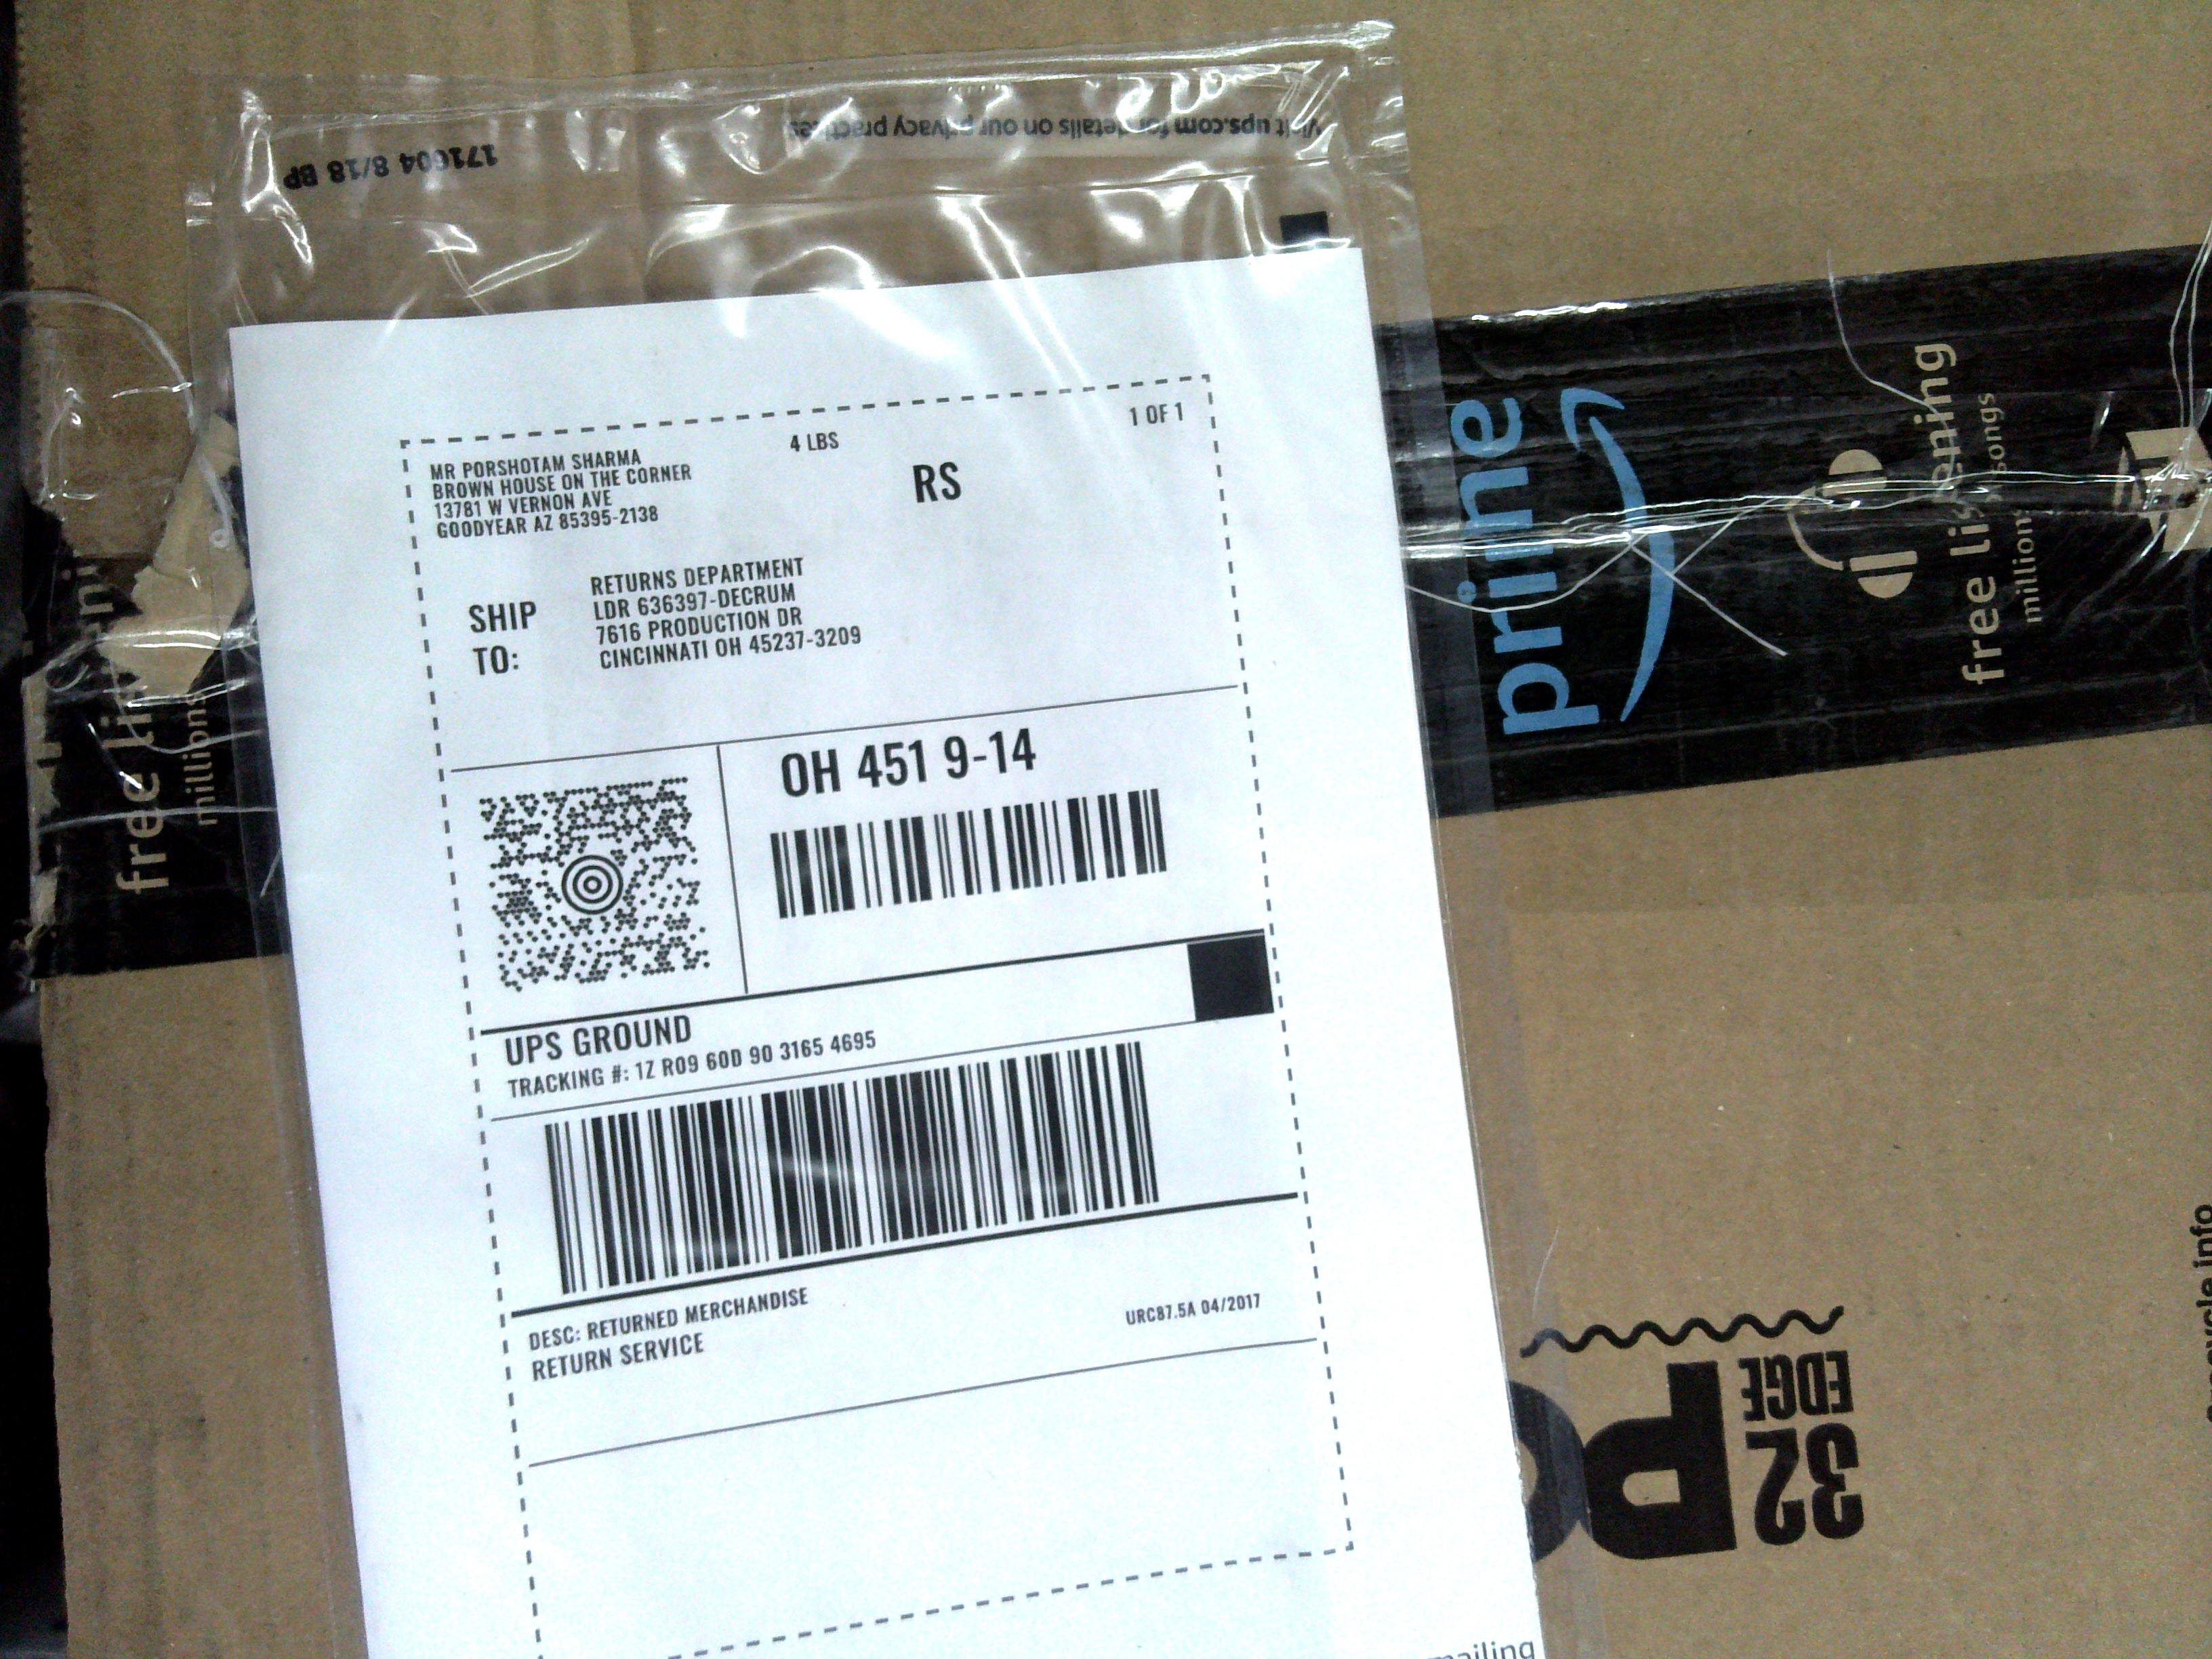 Visit ups.com for details on our privacy practices
171604 8/18 BP
1 OF 1
4 LBS
RS
MR PORSHOTAM SHARMA
BROWN HOUSE ON THE CORNER
13781 W VERNON AVE
GOODYEAR AZ 85395-2138
SHIP
TO:
RETURNS DEPARTMENT
LDR 636397-DECRUM
7616 PRODUCTION DR
CINCINNATI OH 45237-3209
OH 451 9-14
UPS GROUND
TRACKING #: 1Z R09 60D 90 3165 4695
DESC: RETURNED MERCHANDISE
RETURN SERVICE
URC87.5A 04/2017
mailing
prime
free listening
millions songs
free
millions
32
EDGE
P
info